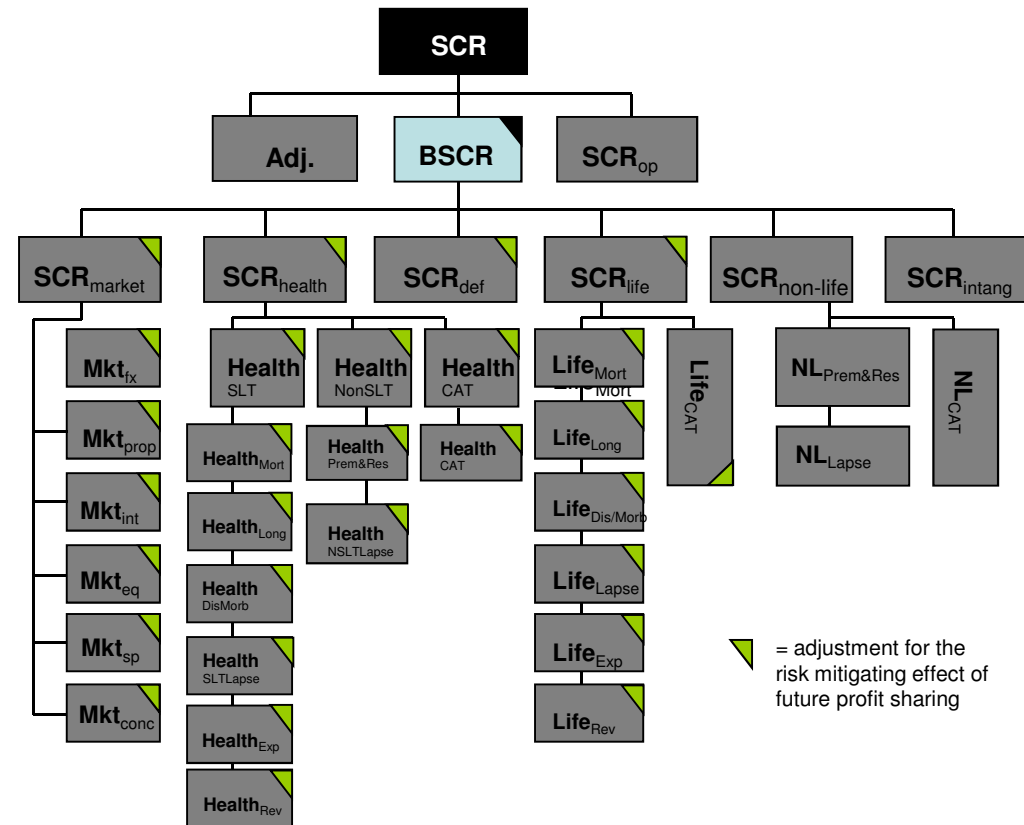 SCR
Adj.
BSCR
SCRop
SCRmarket
SCRhealth
SCRdef
SCRlife
SCRnon-life
SCRintang
Mktfx
Mktprop
Mktint
Mkteq
Mktsp
Mktconc
Health
SLT
HealthMort
HealthLong
Health
DisMorb
Health
SLTLapse
HealthExp
HealthRev
Health
NonSLT
Health
Prem&Res
Health
NSLTLapse
Health
CAT
Health
CAT
LifeMort
LifeMort
LifeLong
LifeDis/Morb
LifeLapse
LifeExp
LifeRev
LifeCAT
NLPrem&Res
NLLapse
NLCAT
= adjustment for the
risk mitigating effect of
future profit sharing